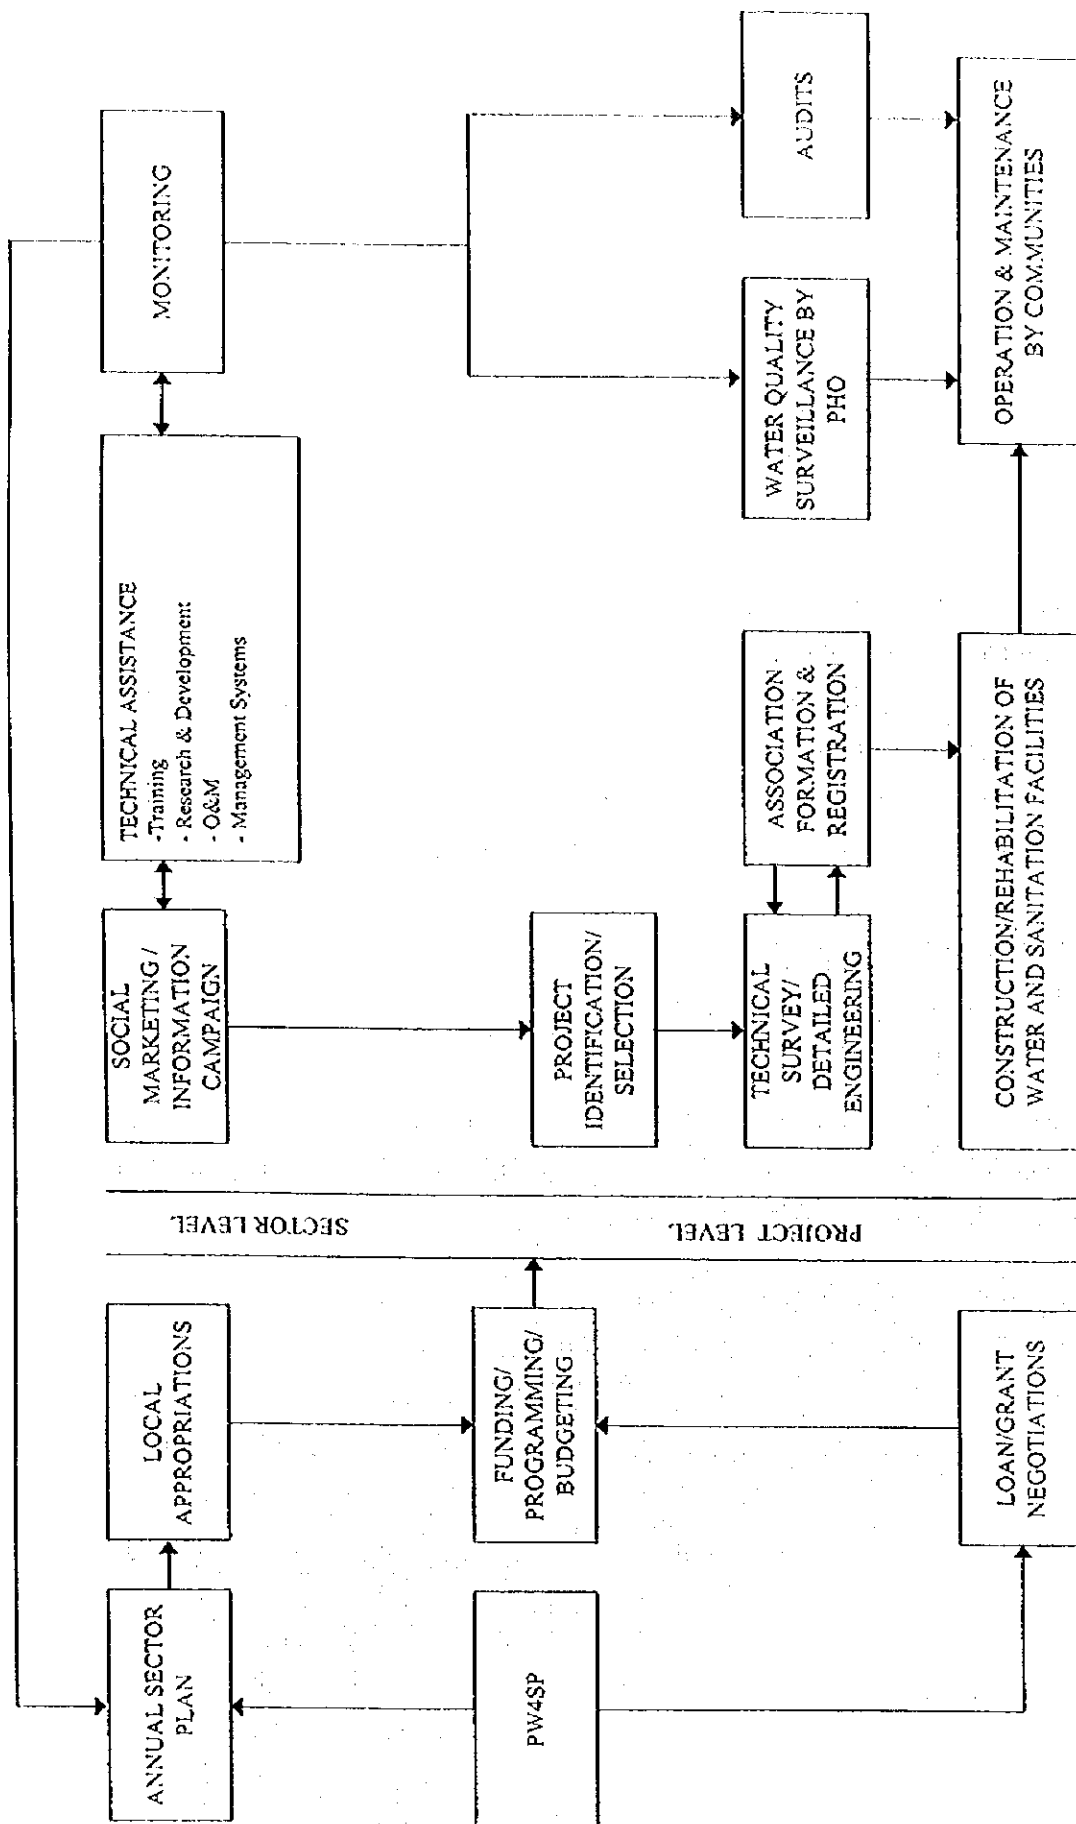 ANNUAL SECTOR
PLAN
LOCAL
APPROPRIATIONS
SOCIAL
MARKETING /
INFORMATION
CAMPAIGN
TECHNICAL ASSISTANCE
-Training
- Research & Development
- O&M
- Management Systems
MONITORING
SECTOR LEVEL
PW4SP
FUNDING/
PROGRAMMING/
BUDGETING
PROJECT
IDENTIFICATION/
SELECTION
PROJECT LEVEL
TECHNICAL
SURVEY/
DETAILED
ENGINEERING
ASSOCIATION
FORMATION &
REGISTRATION
WATER QUALITY
SURVEILLANCE BY
PHO
AUDITS
LOAN/GRANT
NEGOTIATIONS
CONSTRUCTION/REHABILITATION OF
WATER AND SANITATION FACILITIES
OPERATION & MAINTENANCE
BY COMMUNITIES